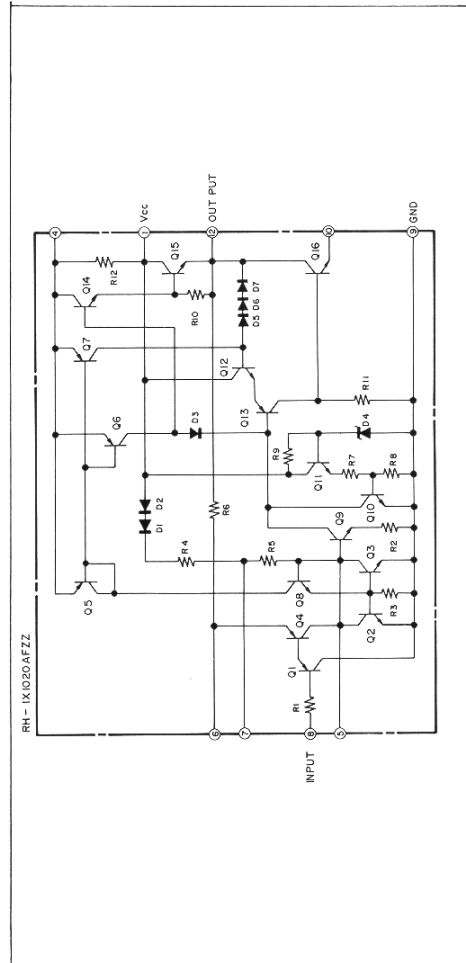 RH-1X1020AFZZ
4
1
Vcc
12
OUT PUT
10
9
GND
6
7
8
INPUT
5
Q14
R12
Q15
R10
Q16
Q7
D5 D6 D7
Q12
Q13
R11
Q6
D3
R9
D4
Q11
R7
R8
Q10
D1 D2
R6
Q9
R2
R4
R5
Q3
Q5
Q8
R3
Q4
Q2
Q1
R1